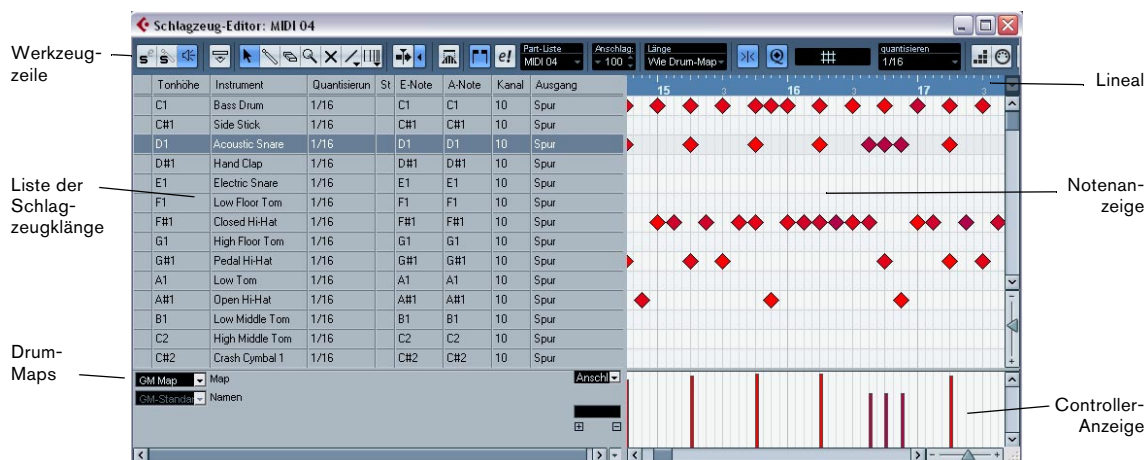 Schlagzeug-Editor: MIDI 04
Werkzeug-
zeile
Part-Liste
MIDI 04
Anschlag:
100
Länge
Wie Drum-Map
quantisieren
1/16
Lineal
Tonhöhe Instrument Quantisierun St E-Note A-Note Kanal Ausgang
15 3 16 3 17 3
C1 Bass Drum 1/16 C1 C1 10 Spur
C#1 Side Stick 1/16 C#1 C#1 10 Spur
D1 Acoustic Snare 1/16 D1 D1 10 Spur
D#1 Hand Clap 1/16 D#1 D#1 10 Spur
E1 Electric Snare 1/16 E1 E1 10 Spur
F1 Low Floor Tom 1/16 F1 F1 10 Spur
F#1 Closed Hi-Hat 1/16 F#1 F#1 10 Spur
G1 High Floor Tom 1/16 G1 G1 10 Spur
G#1 Pedal Hi-Hat 1/16 G#1 G#1 10 Spur
A1 Low Tom 1/16 A1 A1 10 Spur
A#1 Open Hi-Hat 1/16 A#1 A#1 10 Spur
B1 Low Middle Tom 1/16 B1 B1 10 Spur
C2 High Middle Tom 1/16 C2 C2 10 Spur
C#2 Crash Cymbal 1 1/16 C#2 C#2 10 Spur
Liste der
Schlag-
zeugklänge
Notenan-
zeige
Drum-
Maps
GM Map Map
GM-Standar Namen
Anschl
Controller-
Anzeige